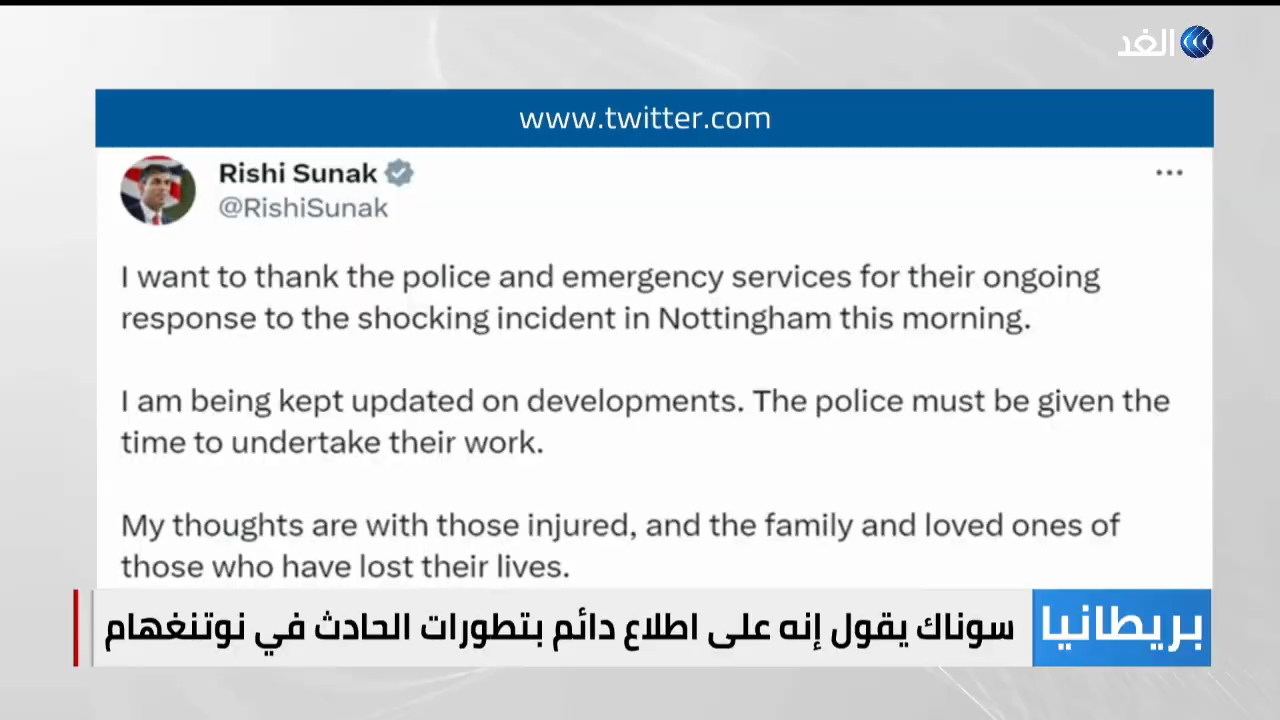 الغد
www.twitter.com
Rishi Sunak
@RishiSunak
I want to thank the police and emergency services for their ongoing
response to the shocking incident in Nottingham this morning.
I am being kept updated on developments. The police must be given the
time to undertake their work.
My thoughts are with those injured, and the family and loved ones of
those who have lost their lives.
بريطانيا
سوناك يقول إنه على اطلاع دائم بتطورات الحادث في نوتنغهام